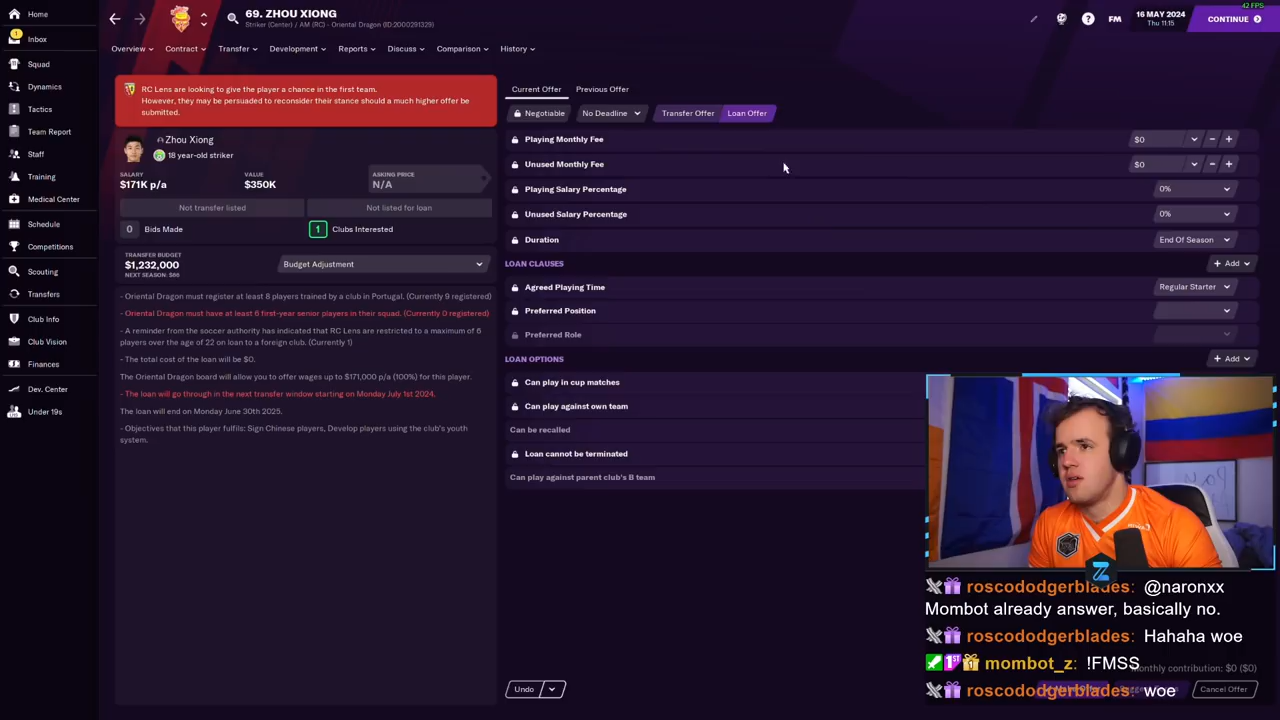 42 FPS
Home
69. ZHOU XIONG
Striker (Center) / AM (RC) - Oriental Dragon (ID:2000291329)
FM
16 MAY 2024
Thu 11:15
CONTINUE
1
Inbox
Overview
Contract
Transfer
Development
Reports
Discuss
Comparison
History
Squad
Dynamics
Tactics
Team Report
Staff
Training
Medical Center
Schedule
Competitions
Scouting
Transfers
Club Info
Club Vision
Finances
Dev. Center
Under 19s
RC Lens are looking to give the player a chance in the first team.
However, they may be persuaded to reconsider their stance should a much higher offer be
submitted.
Zhou Xiong
18 year-old striker
SALARY
$171K p/a
VALUE
$350K
ASKING PRICE
N/A
Not transfer listed
Not listed for loan
0 Bids Made
1 Clubs Interested
TRANSFER BUDGET
$1,232,000
NEXT SEASON: $66
Budget Adjustment
- Oriental Dragon must register at least 8 players trained by a club in Portugal. (Currently 9 registered)
- Oriental Dragon must have at least 6 first-year senior players in their squad. (Currently 0 registered)
- A reminder from the soccer authority has indicated that RC Lens are restricted to a maximum of 6
players over the age of 22 on loan to a foreign club. (Currently 1)
- The total cost of the loan will be $0.
The Oriental Dragon board will allow you to offer wages up to $171,000 p/a (100%) for this player.
- The loan will go through in the next transfer window starting on Monday July 1st 2024.
The loan will end on Monday June 30th 2025.
- Objectives that this player fulfils: Sign Chinese players, Develop players using the club's youth
system.
Current Offer
Previous Offer
Negotiable
No Deadline
Transfer Offer
Loan Offer
Playing Monthly Fee
$0
Unused Monthly Fee
$0
Playing Salary Percentage
0%
Unused Salary Percentage
0%
Duration
End Of Season
LOAN CLAUSES
+ Add
Agreed Playing Time
Regular Starter
Preferred Position
Preferred Role
LOAN OPTIONS
+ Add
Can play in cup matches
Can play against own team
Can be recalled
Loan cannot be terminated
Can play against parent club's B team
Undo
roscododgerblades: @naronxx
Mombot already answer, basically no.
roscododgerblades: Hahaha woe
mombot_z: !FMSS
Monthly contribution: $0 ($0)
roscododgerblades: woe
Cancel Offer